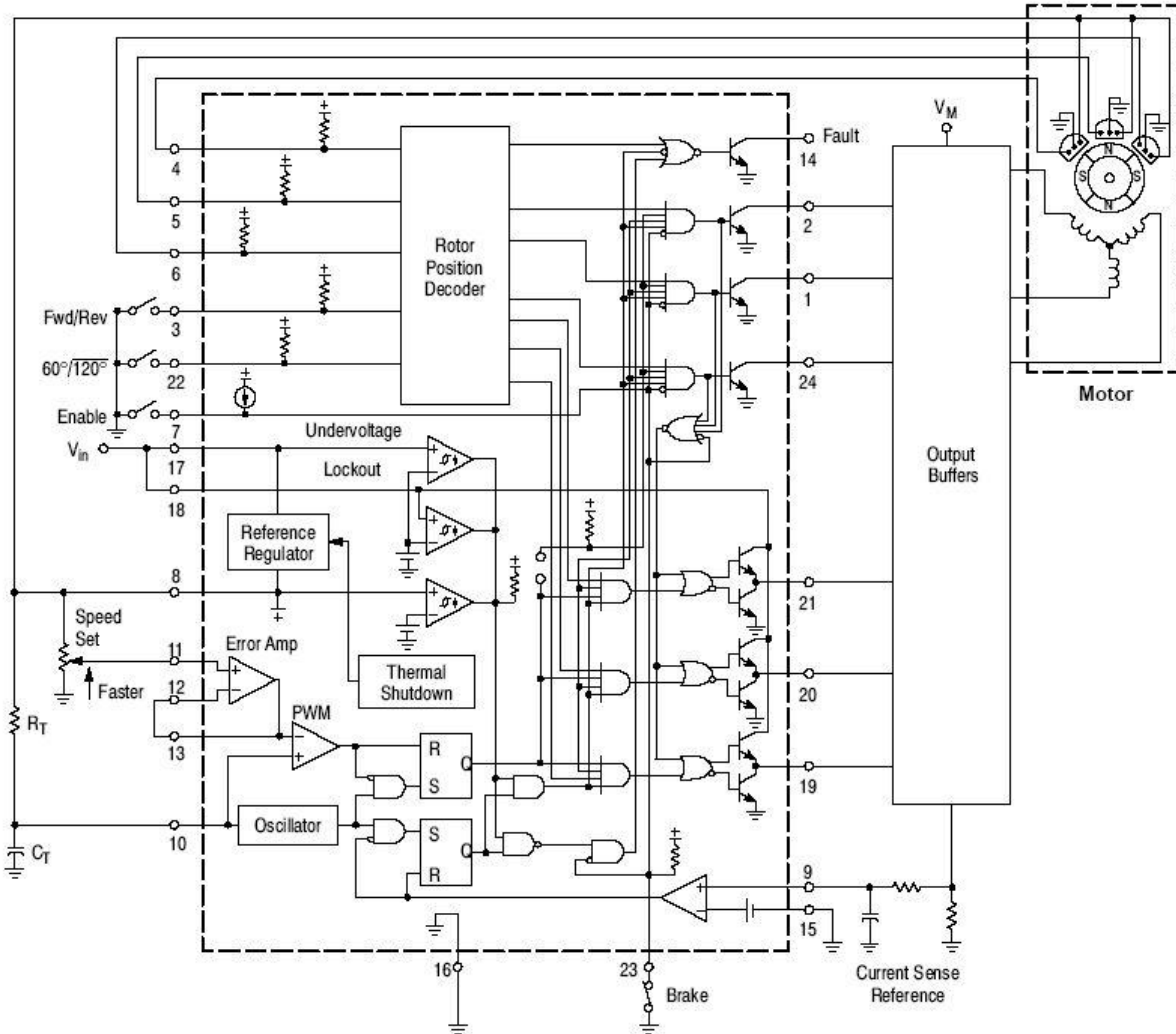 Motor
V_M
Fault
14
4
5
6
2
1
24
Rotor
Position
Decoder
Fwd/Rev
3
60°/120°
22
Enable
7
V_in
17
18
Undervoltage
Lockout
Output
Buffers
N
S
S
N
Reference
Regulator
8
Speed
Set
Faster
11
12
13
Error Amp
Thermal
Shutdown
PWM
R
S
Q
S
R
Q
21
20
19
R_T
C_T
10
Oscillator
9
15
16
23
Brake
Current Sense
Reference